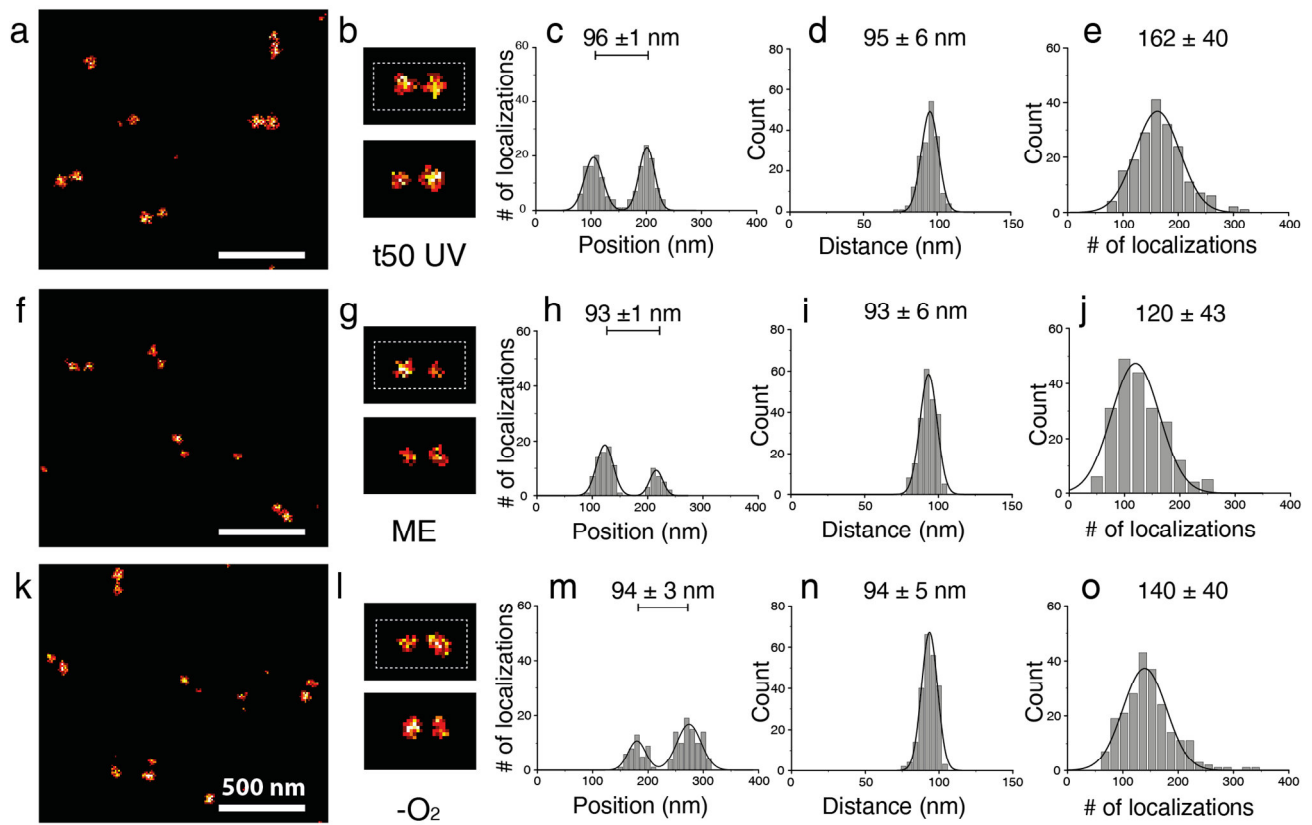 a
b
t50 UV
c
96 ±1 nm
# of localizations
60
40
20
0
0 100 200 300 400
Position (nm)
d
95 ± 6 nm
Count
80
60
40
20
0
0 50 100 150
Distance (nm)
e
162 ± 40
Count
60
40
20
0
0 100 200 300 400
# of localizations
f
g
ME
h
93 ±1 nm
# of localizations
60
40
20
0
0 100 200 300 400
Position (nm)
i
93 ± 6 nm
Count
80
60
40
20
0
0 50 100 150
Distance (nm)
j
120 ± 43
Count
60
40
20
0
0 100 200 300 400
# of localizations
k
500 nm
l
-O₂
m
94 ± 3 nm
# of localizations
60
40
20
0
0 100 200 300 400
Position (nm)
n
94 ± 5 nm
Count
80
60
40
20
0
0 50 100 150
Distance (nm)
o
140 ± 40
Count
60
40
20
0
0 100 200 300 400
# of localizations